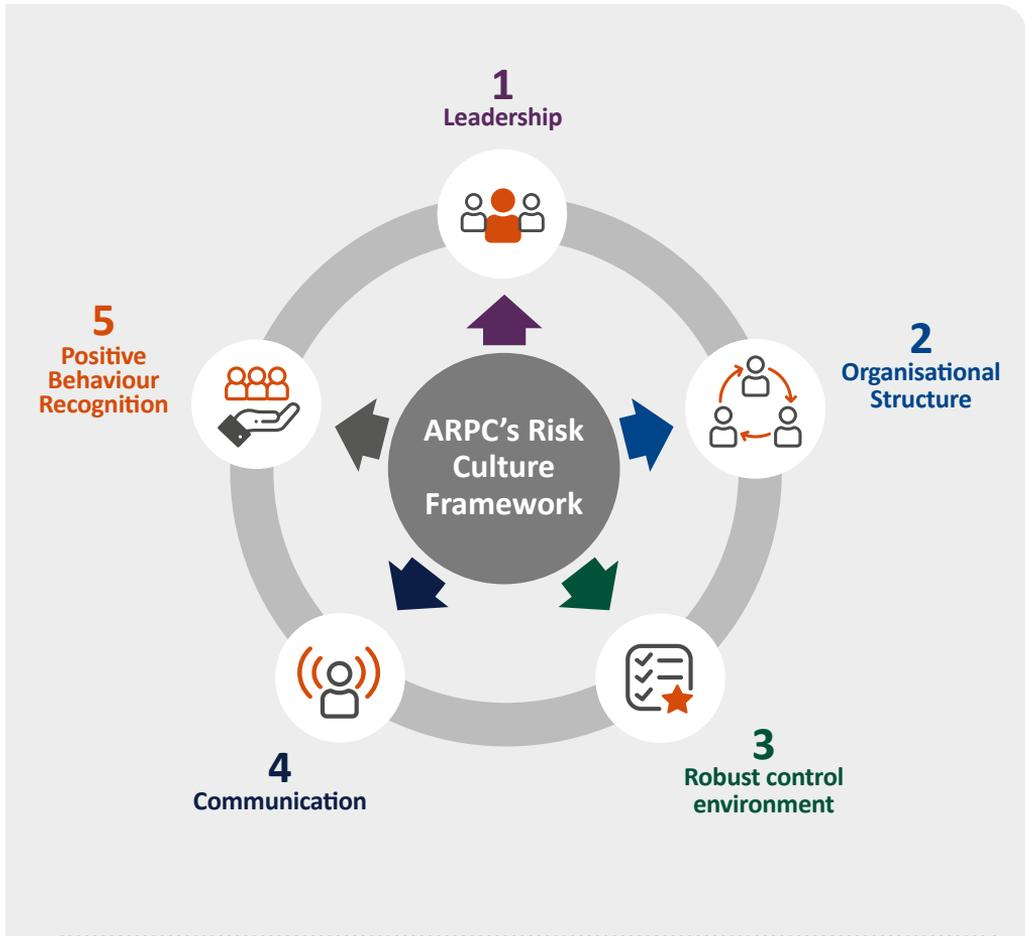 1
Leadership
2
Organisational
Structure
3
Robust control
environment
4
Communication
5
Positive
Behaviour
Recognition
ARPC’s Risk
Culture
Framework